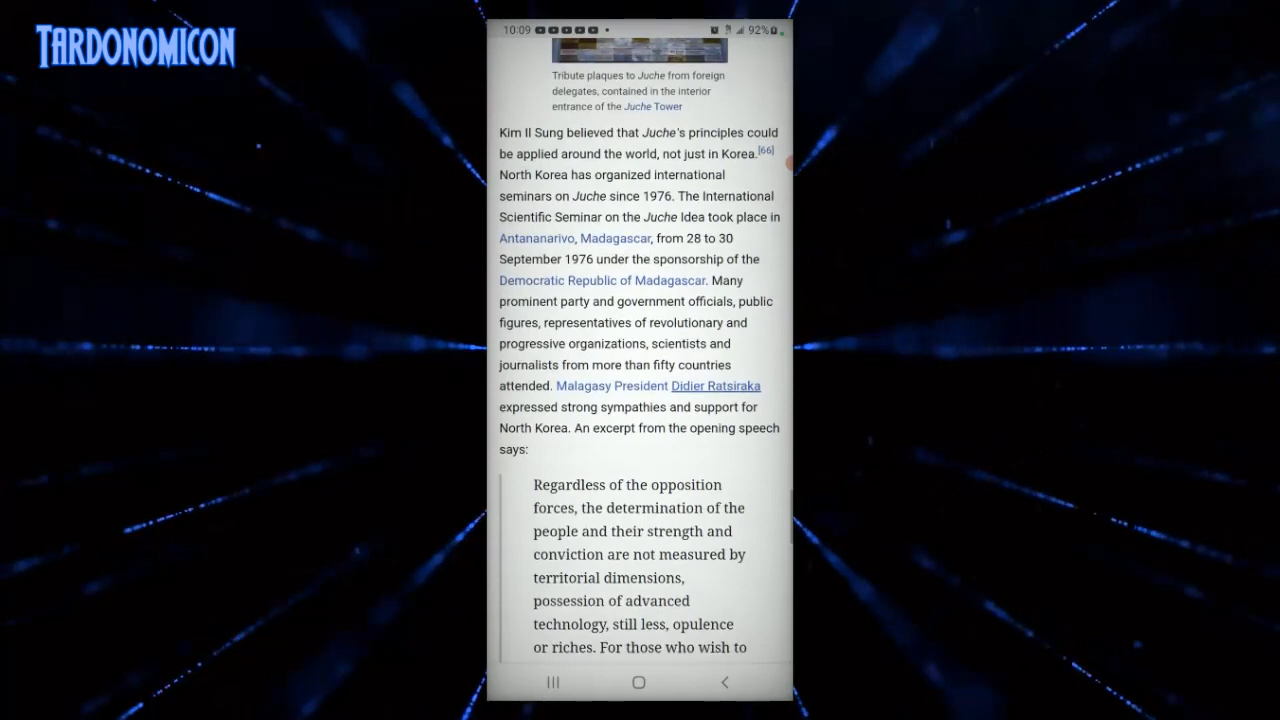 TARDONOMICON
10:09
92%
Tribute plaques to Juche from foreign
delegates, contained in the interior
entrance of the Juche Tower
Kim Il Sung believed that Juche's principles could
be applied around the world, not just in Korea.[66]
North Korea has organized international
seminars on Juche since 1976. The International
Scientific Seminar on the Juche Idea took place in
Antananarivo, Madagascar, from 28 to 30
September 1976 under the sponsorship of the
Democratic Republic of Madagascar. Many
prominent party and government officials, public
figures, representatives of revolutionary and
progressive organizations, scientists and
journalists from more than fifty countries
attended. Malagasy President Didier Ratsiraka
expressed strong sympathies and support for
North Korea. An excerpt from the opening speech
says:
Regardless of the opposition
forces, the determination of the
people and their strength and
conviction are not measured by
territorial dimensions,
possession of advanced
technology, still less, opulence
or riches. For those who wish to